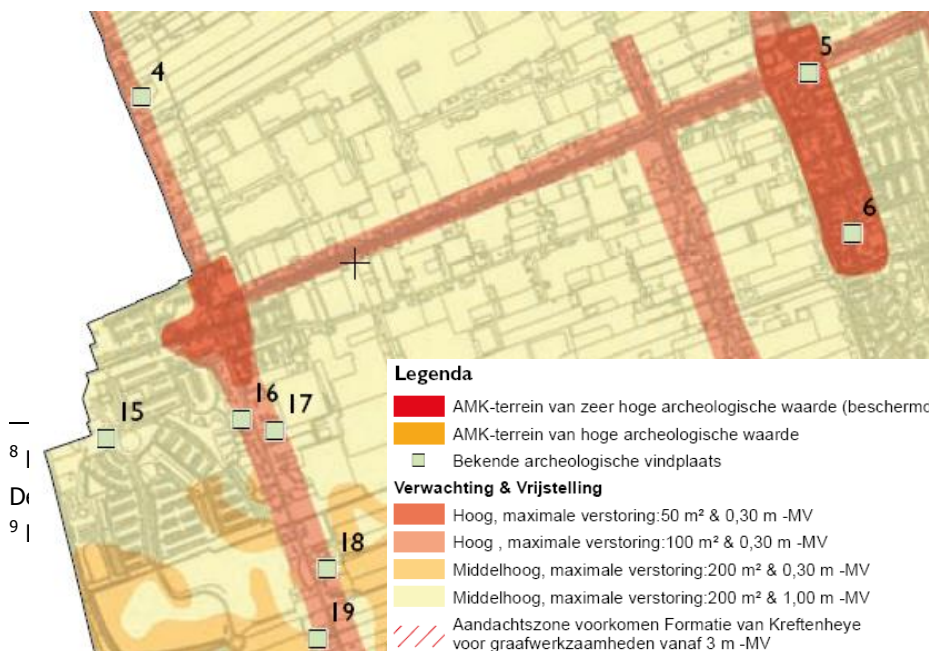 5
4
6
16
17
15
18
19
8
De
9
Legenda
AMK-terrein van zeer hoge archeologische waarde (beschermd
AMK-terrein van hoge archeologische waarde
Bekende archeologische vindplaats
Verwachting & Vrijstelling
Hoog, maximale verstoring:50 m² & 0,30 m -MV
Hoog , maximale verstoring:100 m² & 0,30 m -MV
Middelhoog, maximale verstoring:200 m² & 0,30 m -MV
Middelhoog, maximale verstoring:200 m² & 1,00 m -MV
Aandachtszone voorkomen Formatie van Kreftenheye
voor graafwerkzaamheden vanaf 3 m -MV